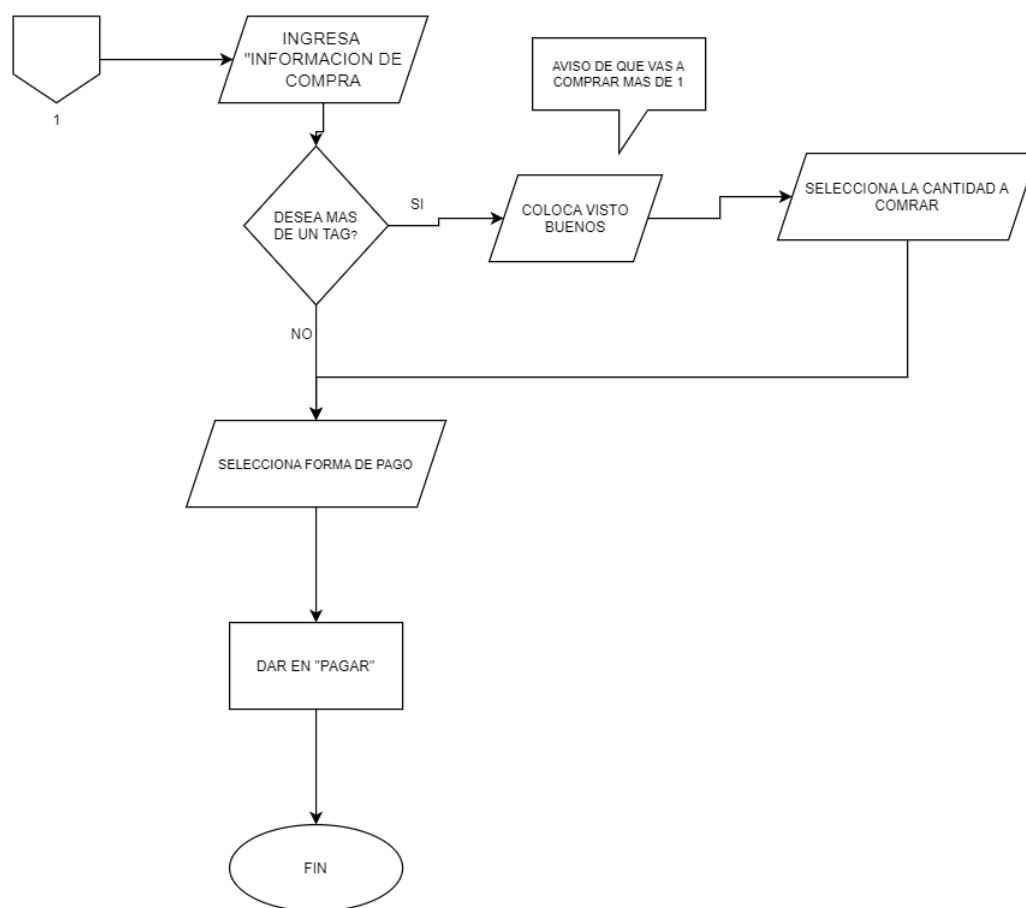 1
INGRESA
"INFORMACION DE
COMPRA
AVISO DE QUE VAS A
COMPRAR MAS DE 1
DESEA MAS
DE UN TAG?
SI
COLOCA VISTO
BUENOS
SELECCIONA LA CANTIDAD A
COMRAR
NO
SELECCIONA FORMA DE PAGO
DAR EN "PAGAR"
FIN